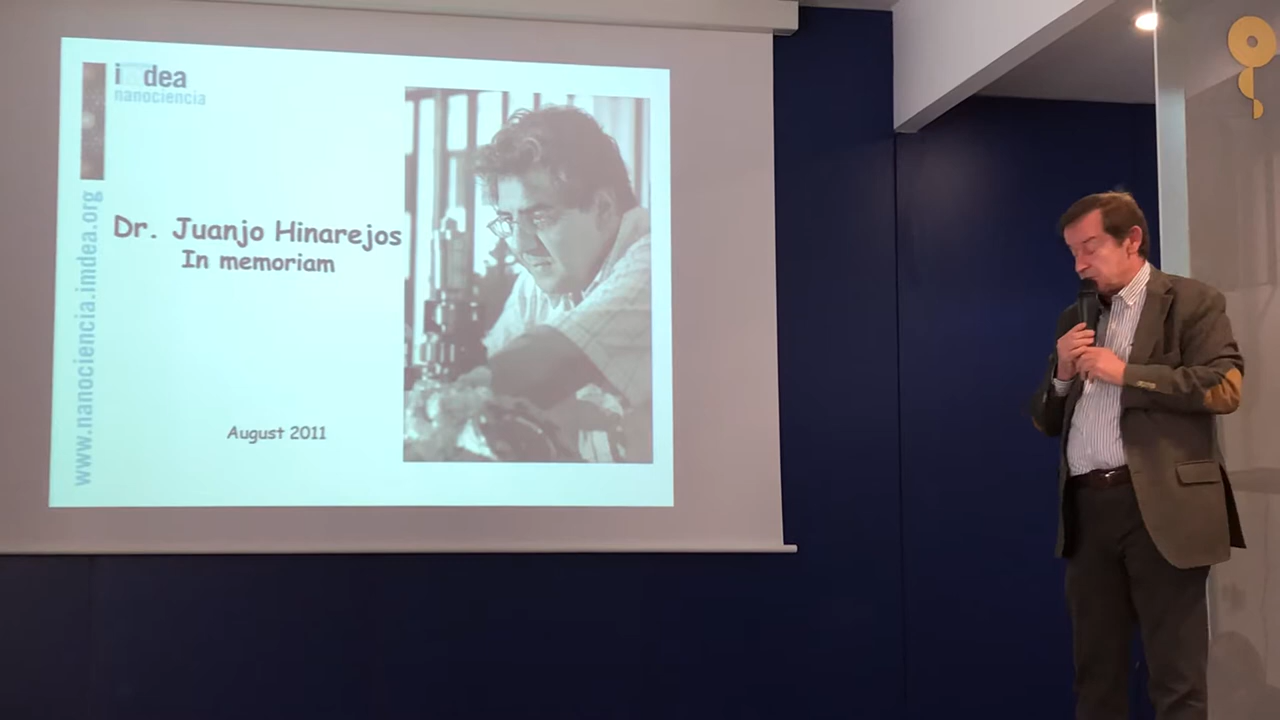 imdea
nanociencia
www.nanociencia.imdea.org
Dr. Juanjo Hinarejos
In memoriam
August 2011